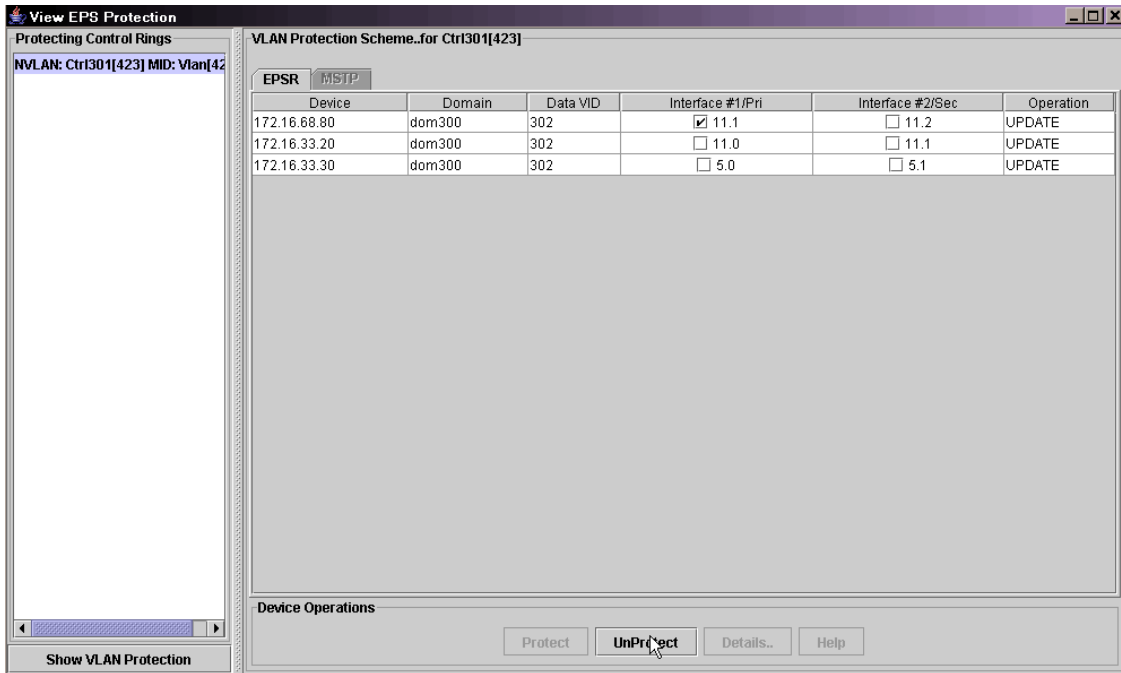 View EPS Protection
Protecting Control Rings
NVLAN: Ctrl301[423] MID: Vlan[42
Show VLAN Protection
VLAN Protection Scheme..for Ctrl301[423]
EPSR MSTP
Device Domain Data VID Interface #1/Pri Interface #2/Sec Operation
172.16.68.80 dom300 302 11.1 11.2 UPDATE
172.16.33.20 dom300 302 11.0 11.1 UPDATE
172.16.33.30 dom300 302 5.0 5.1 UPDATE
Device Operations
Protect UnProtect Details.. Help